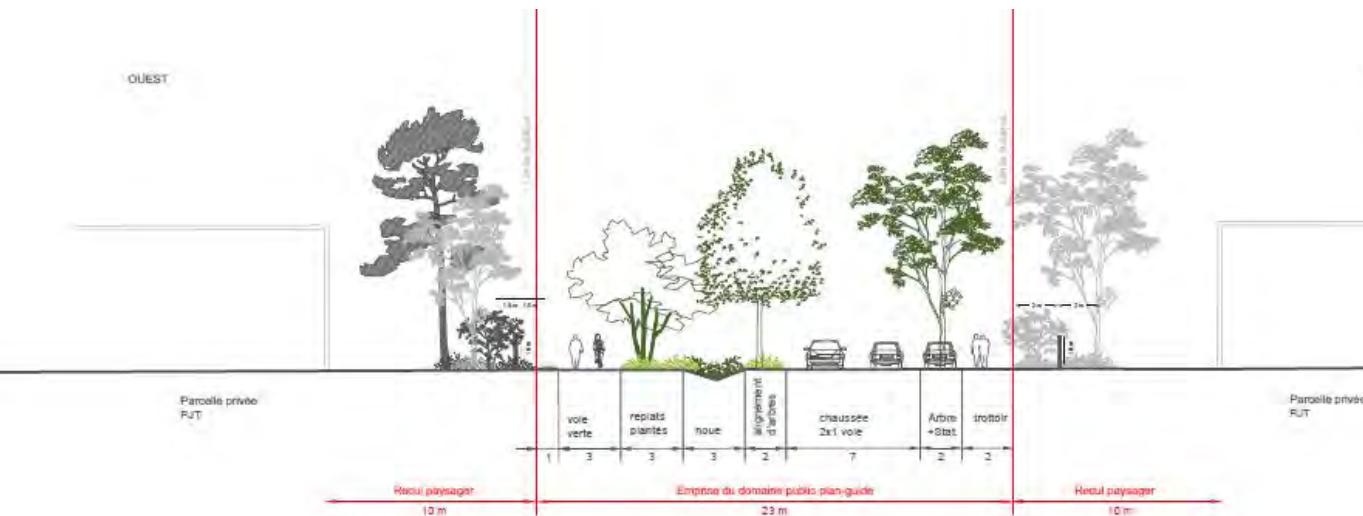 OUEST
Parcelle privée
PJT
voie
verte
replats
plantés
noue
alignement
d'arbres
chaussée
2x1 voie
Arbre
+Stat.
trottoir
Parcelle privée
PJT
1
3
3
3
2
7
2
2
Recul paysager
10 m
Emprise du domaine public plan-guide
23 m
Recul paysager
10 m